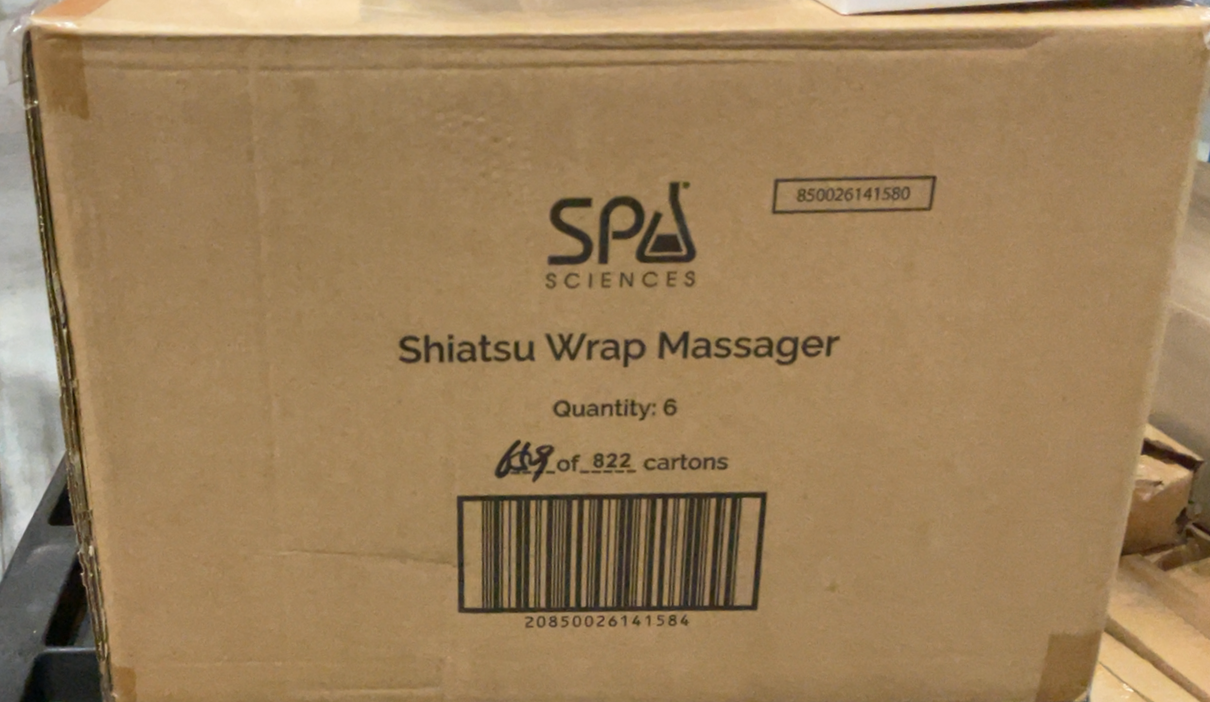 850026141580
SPA
SCIENCES
Shiatsu Wrap Massager
Quantity: 6
of 822 cartons
20850026141584